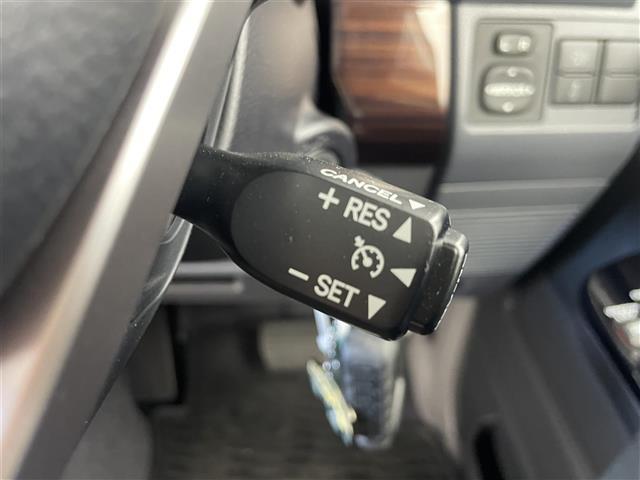 CANCEL ▼
+ RES ▲
◀
− SET ▼